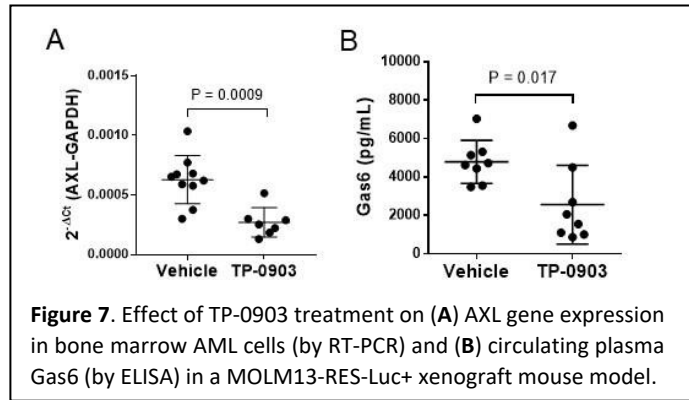 A
0.0015
0.0010
0.0005
0.0000
2^-ΔCt (AXL-GAPDH)
P = 0.0009
Vehicle TP-0903
B
10000
8000
6000
4000
2000
0
Gas6 (pg/mL)
P = 0.017
Vehicle TP-0903
Figure 7. Effect of TP-0903 treatment on (A) AXL gene expression
in bone marrow AML cells (by RT-PCR) and (B) circulating plasma
Gas6 (by ELISA) in a MOLM13-RES-Luc+ xenograft mouse model.